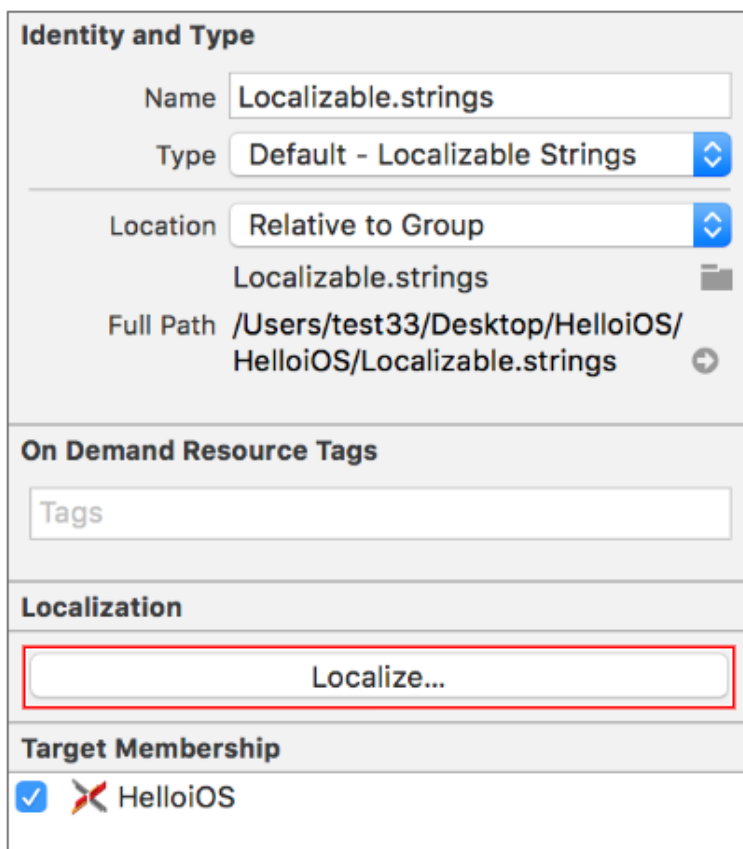 Identity and Type
Name Localizable.strings
Type Default - Localizable Strings
Location Relative to Group
Localizable.strings
Full Path /Users/test33/Desktop/HelloiOS/
HelloiOS/Localizable.strings
On Demand Resource Tags
Tags
Localization
Localize...
Target Membership
HelloiOS